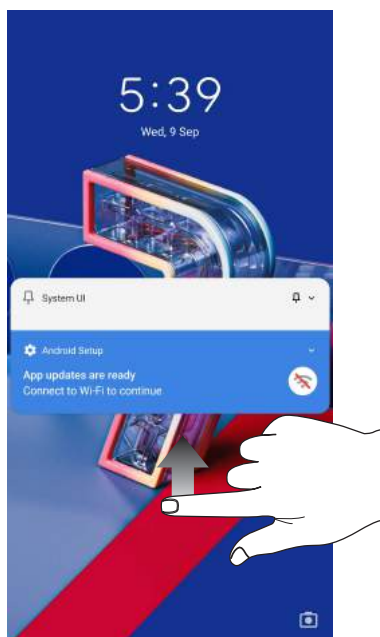 5:39
Wed, 9 Sep
System UI
Android Setup
App updates are ready
Connect to Wi-Fi to continue